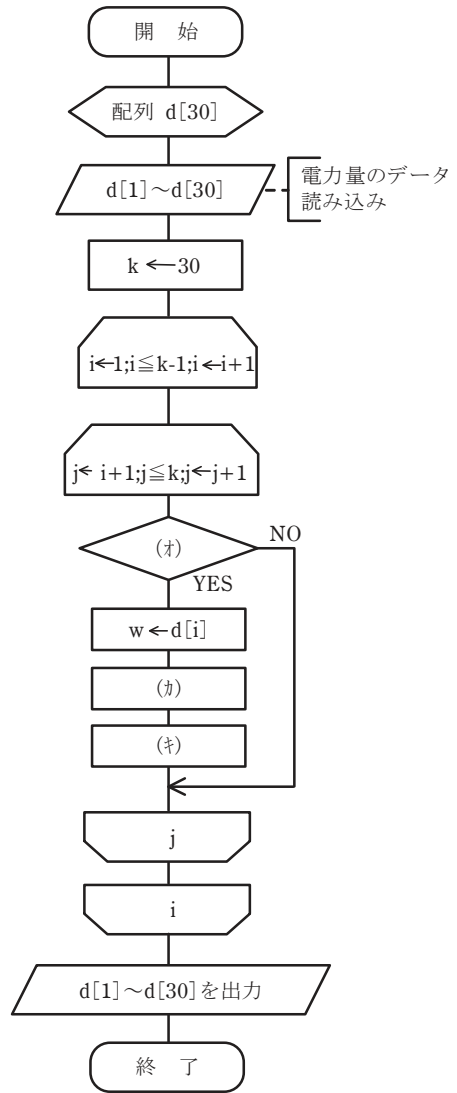 開 始
配列 d[30]
d[1]～d[30]
電力量のデータ
読み込み
k←30
i←1;i≦k-1;i←i+1
j← i+1;j≦k;j←j+1
(ｵ)
NO
YES
w←d[i]
(ｶ)
(ｷ)
j
i
d[1]～d[30]を出力
終 了